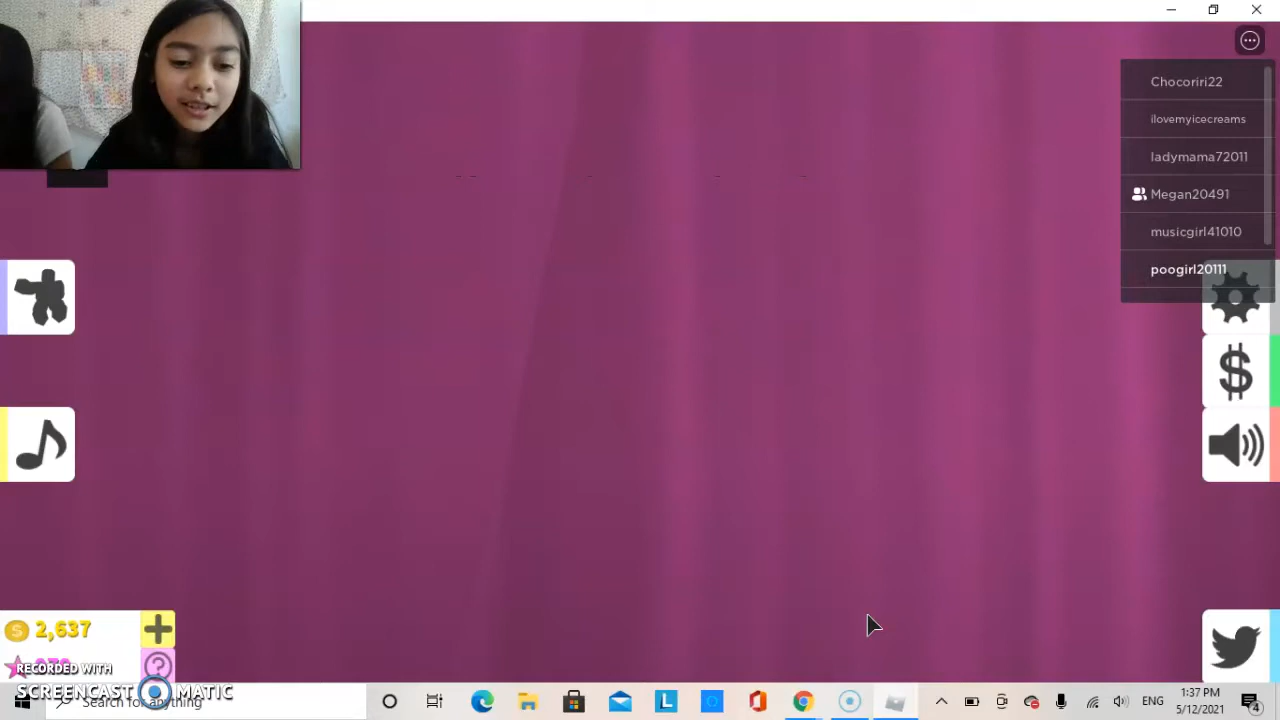 Chocoriri22
ilovemyicecreams
ladymama72011
Megan20491
musicgirl41010
poogirl20111
2,637
RECORDED WITH
SCREENCAST MATIC
Search for anything
ENG
1:37 PM
5/12/2021
4